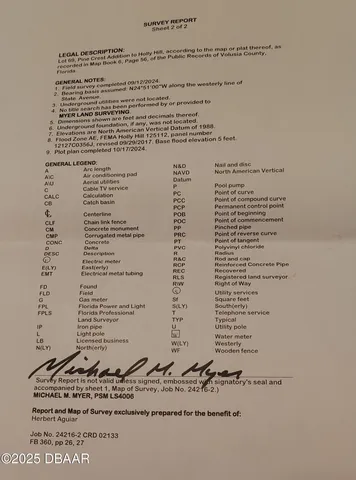 SURVEY REPORT
Sheet 2 of 2
LEGAL DESCRIPTION:
Lot 69, Pine Crest Addition to Holly Hill, according to the map or plat thereof, as
recorded in Map Book 6, Page 56, of the Public Records of Volusia County,
Florida.
GENERAL NOTES:
1. Field survey completed 09/12/2024.
2. Bearing basis assumed: N24°51'00"W along the westerly line of
State Avenue.
3. Underground utilities were not located.
4. No title search has been performed by or provided to
MYER LAND SURVEYING.
5. Dimensions shown are feet and decimals thereof.
6. Underground foundation, if any, was not located.
7. Elevations are North American Vertical Datum of 1988.
8. Flood Zone AE, FEMA Holly Hill 125112, panel number
12127C0356J, revised 09/29/2017. Base flood elevation 5 feet.
9. Plot plan completed 10/17/2024.
GENERAL LEGEND:
A Arc length
A\C Air conditioning pad
A\U Aerial utilities
C Cable TV service
CALC Calculation
CB Catch basin
Centerline
CLF Chain link fence
CM Concrete monument
CMP Corrugated metal pipe
CONC Concrete
D Delta
DESC Description
Electric meter
E(LY) East(erly)
EMT Electrical metal tubing
FD Found
FLD Field
G Gas meter
FPL Florida Power and Light
FPLS Florida Professional
Land Surveyor
IP Iron pipe
L Light pole
LB Licensed business
N(LY) North(erly)
N&D Nail and disc
NAVD North American Vertical
Datum
P Pool pump
PC Point of curve
PCC Point of compound curve
PCP Permanent control point
POB Point of beginning
POC Point of commencement
PP Pinched pipe
PRC Point of reverse curve
PT Point of tangent
PVC Polyvinyl chloride
R Radius
R&C Rod and cap
RCP Reinforced Concrete Pipe
REC Recovered
RLS Registered land surveyor
R\W Right of Way
Utility services
SF Square feet
S(LY) South(erly)
T Telephone service
TYP Typical
U Utility pole
Water meter
W(LY) Westerly
WF Wooden fence
Michael M. Myer
Survey Report is not valid unless signed, embossed with signatory's seal and
accompanied by sheet 1, Map of Survey, Job No. 24216-2.)
MICHAEL M. MYER, PSM LS4008
Report and Map of Survey exclusively prepared for the benefit of:
Herbert Aguiar
Job No. 24216-2 CRD 02133
FB 360, pp 26, 27
©2025 DBAAR